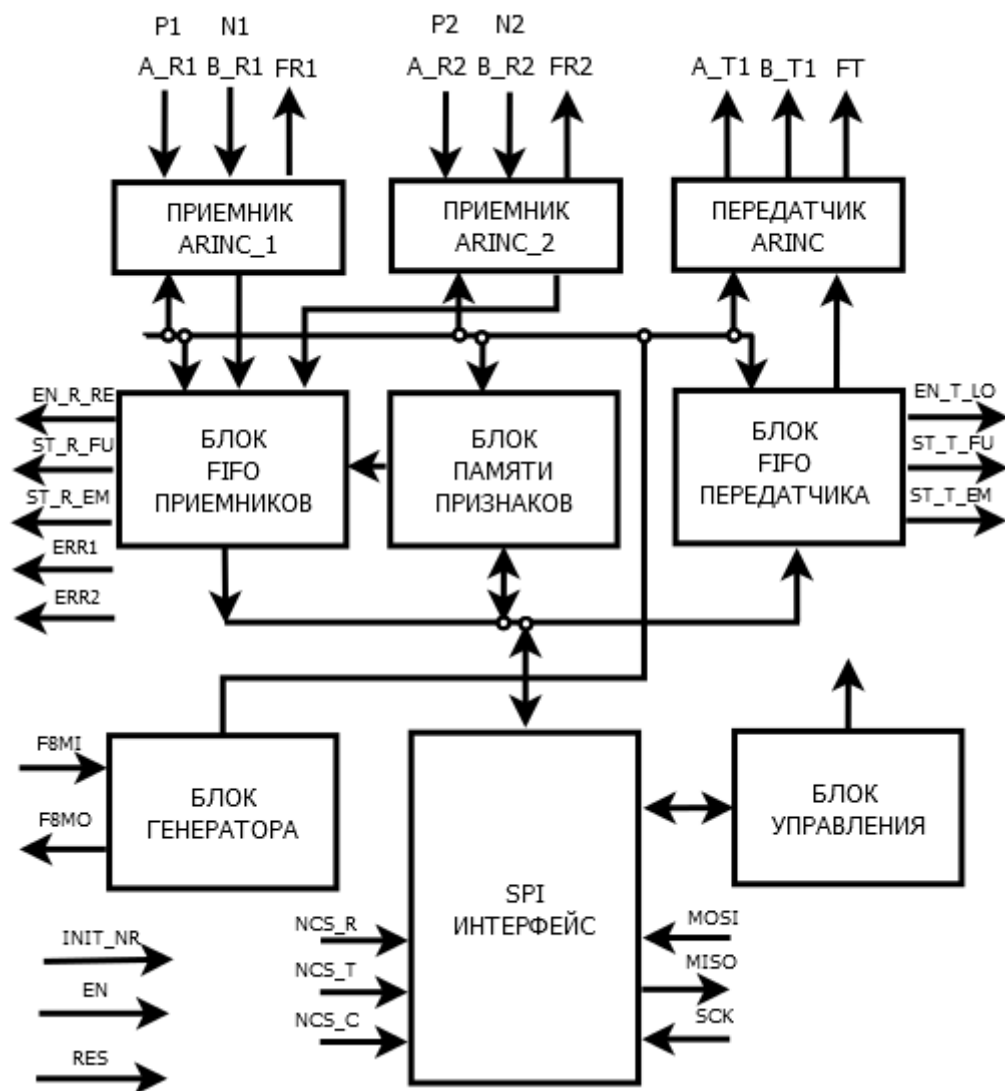 P1 N1 P2 N2
A_R1 B_R1 FR1 A_R2 B_R2 FR2 A_T1 B_T1 FT
ПРИЕМНИК
ARINC_1
ПРИЕМНИК
ARINC_2
ПЕРЕДАТЧИК
ARINC
EN_R_RE
ST_R_FU
ST_R_EM
ERR1
ERR2
БЛОК
FIFO
ПРИЕМНИКОВ
БЛОК
ПАМЯТИ
ПРИЗНАКОВ
БЛОК
FIFO
ПЕРЕДАТЧИКА
EN_T_LO
ST_T_FU
ST_T_EM
F8MI
F8MO
БЛОК
ГЕНЕРАТОРА
SPI
ИНТЕРФЕЙС
БЛОК
УПРАВЛЕНИЯ
INIT_NR
EN
RES
NCS_R
NCS_T
NCS_C
MOSI
MISO
SCK